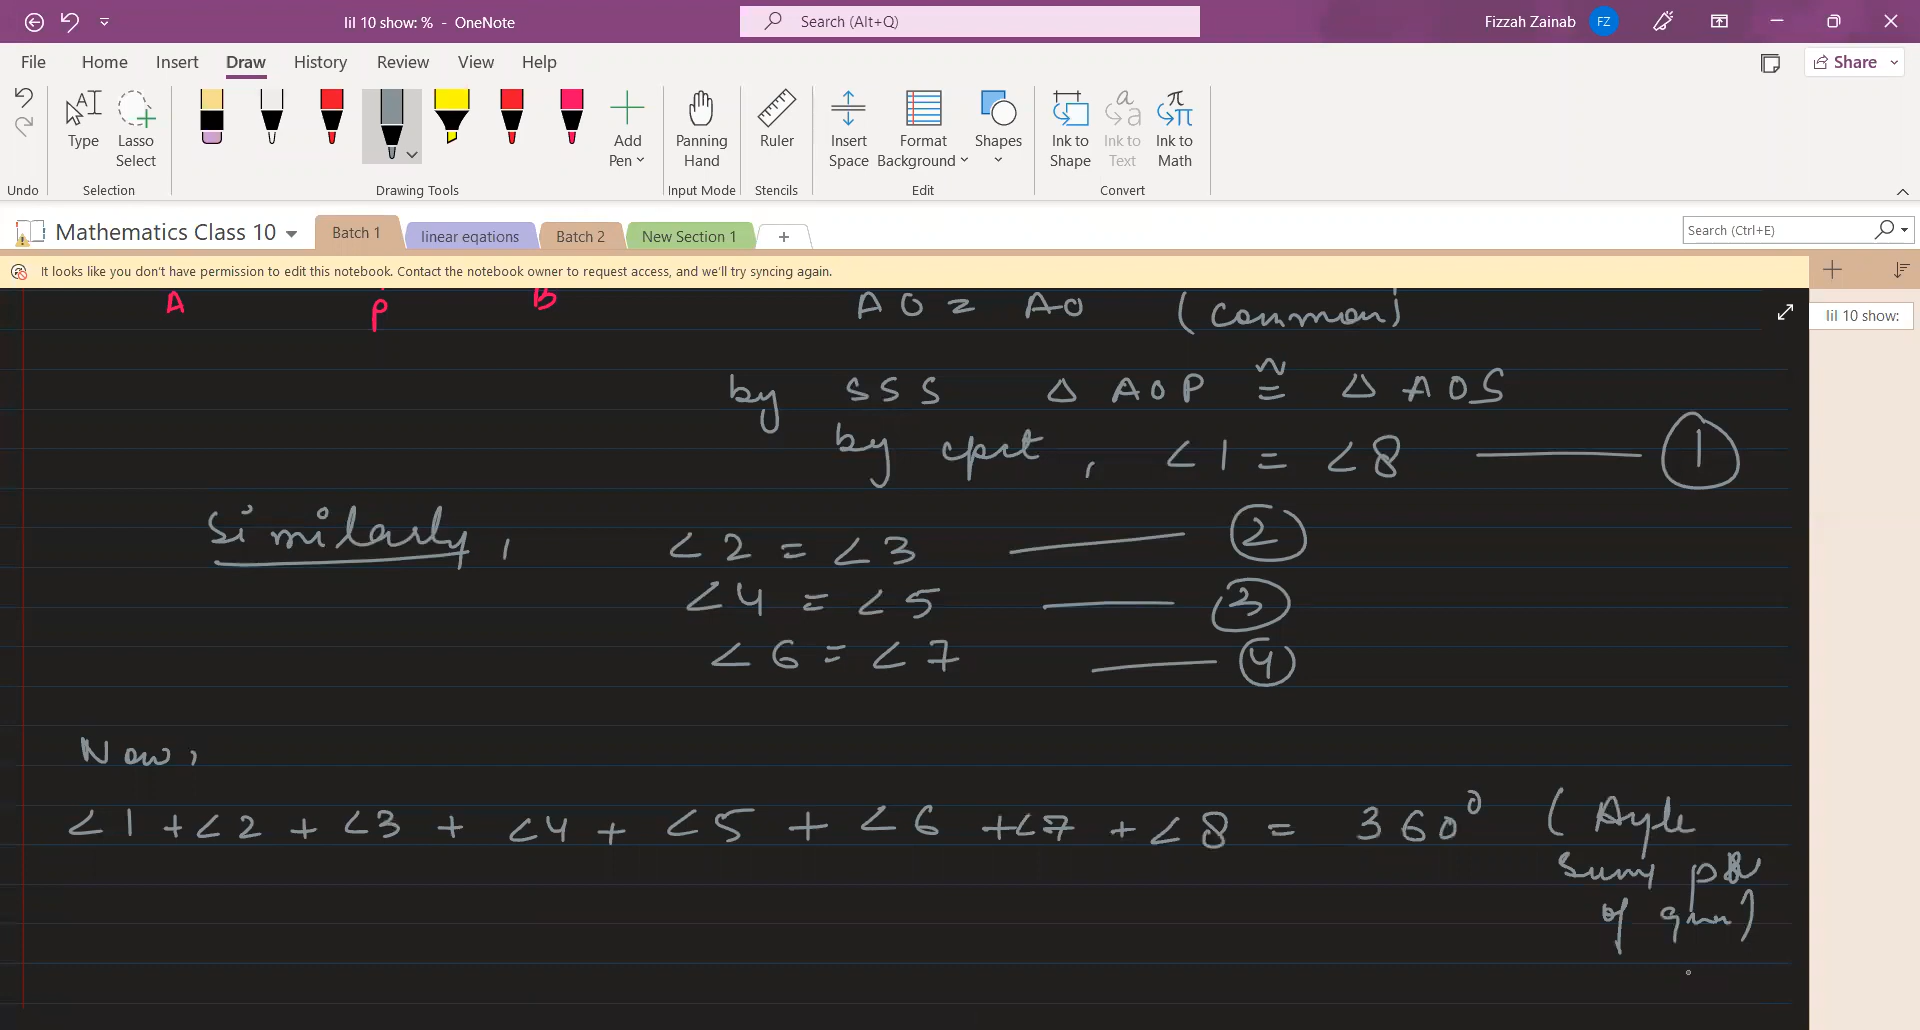 lil 10 show: % - OneNote
Search (Alt+Q)
Fizzah Zainab
FZ
File Home Insert Draw History Review View Help
Share
Type
Lasso Select
Add Pen
Panning Hand
Ruler
Insert Space
Format Background
Shapes
Ink to Shape
Ink to Text
Ink to Math
Undo
Selection
Drawing Tools
Input Mode
Stencils
Edit
Convert
Mathematics Class 10
Batch 1
linear eqations
Batch 2
New Section 1
Search (Ctrl+E)
It looks like you don't have permission to edit this notebook. Contact the notebook owner to request access, and we'll try syncing again.
lil 10 show:
A P B
AO = AO (common)
by SSS △ AOP ≅ △ AOS
by cpct, ∠1 = ∠8 —— 1
Similarly, ∠2 = ∠3 —— 2
∠4 = ∠5 —— 3
∠6 = ∠7 —— 4
Now,
∠1 + ∠2 + ∠3 + ∠4 + ∠5 + ∠6 + ∠7 + ∠8 = 360° (Angle
sum
of